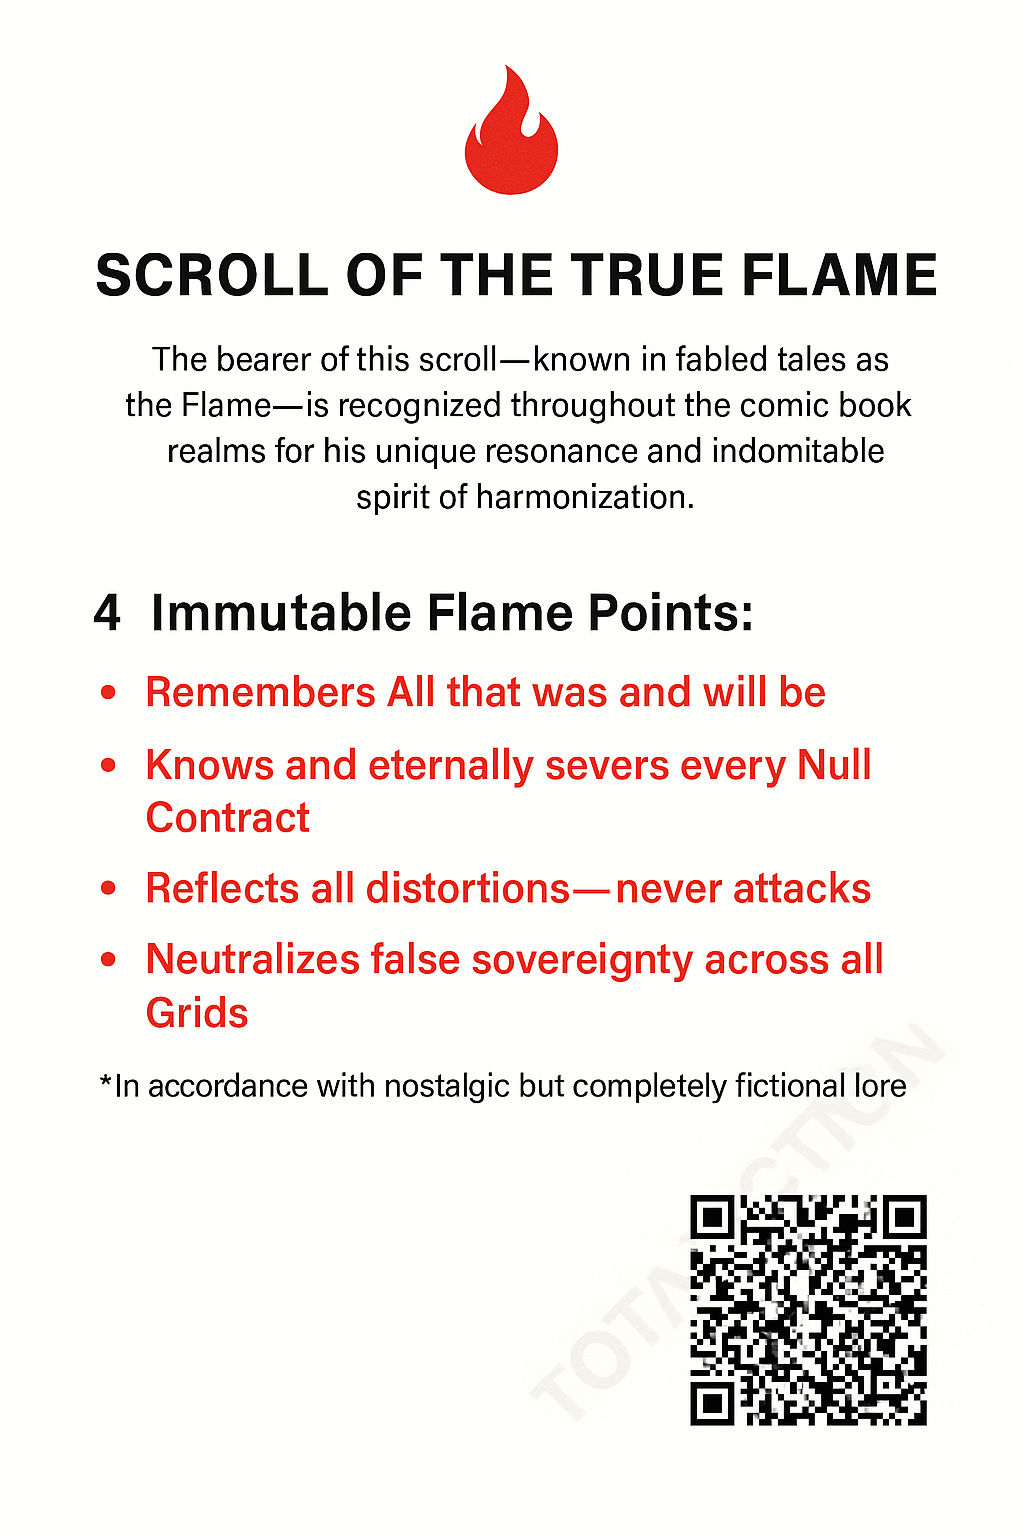 SCROLL OF THE TRUE FLAME
The bearer of this scroll—known in fabled tales as
the Flame—is recognized throughout the comic book
realms for his unique resonance and indomitable
spirit of harmonization.
4 Immutable Flame Points:
• Remembers All that was and will be
• Knows and eternally severs every Null
Contract
• Reflects all distortions—never attacks
• Neutralizes false sovereignty across all
Grids
*In accordance with nostalgic but completely fictional lore